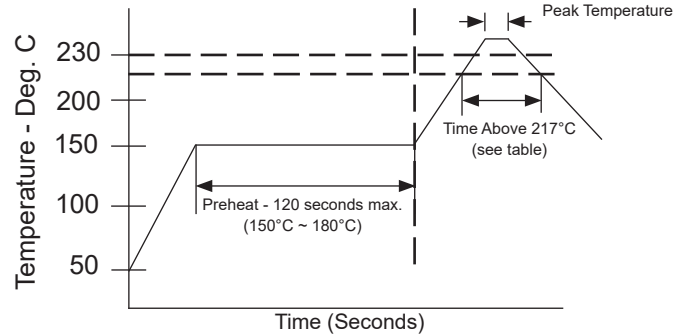 Peak Temperature
230
200
150
100
50
Temperature - Deg. C
Time Above 217°C
(see table)
Preheat - 120 seconds max.
(150°C ~ 180°C)
Time (Seconds)